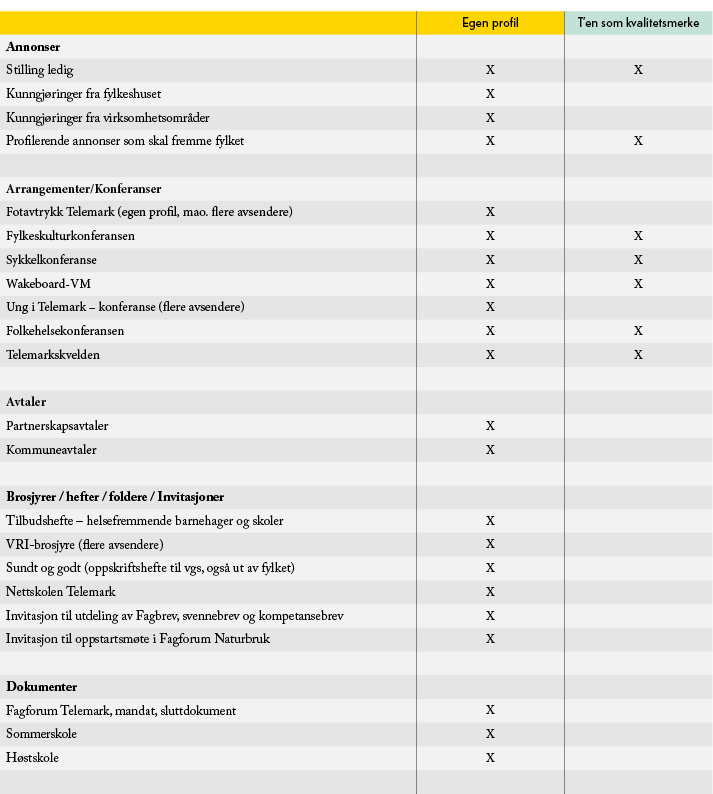 Egen profil T'en som kvalitetsmerke
Annonser
Stilling ledig X X
Kunngjøringer fra fylkeshuset X
Kunngjøringer fra virksomhetsområder X
Profilerende annonser som skal fremme fylket X X
Arrangementer/Konferanser
Fotavtrykk Telemark (egen profil, mao. flere avsendere) X
Fylkeskulturkonferansen X X
Sykkelkonferanse X X
Wakeboard-VM X X
Ung i Telemark – konferanse (flere avsendere) X
Folkehelsekonferansen X X
Telemarkskvelden X X
Avtaler
Partnerskapsavtaler X
Kommuneavtaler X
Brosjyrer / hefter / foldere / Invitasjoner
Tilbudshefte – helsefremmende barnehager og skoler X
VRI-brosjyre (flere avsendere) X
Sundt og godt (oppskriftshefte til vgs, også ut av fylket) X
Nettskolen Telemark X
Invitasjon til utdeling av Fagbrev, svennebrev og kompetansebrev X
Invitasjon til oppstartsmøte i Fagforum Naturbruk X
Dokumenter
Fagforum Telemark, mandat, sluttdokument X
Sommerskole X
Høstskole X